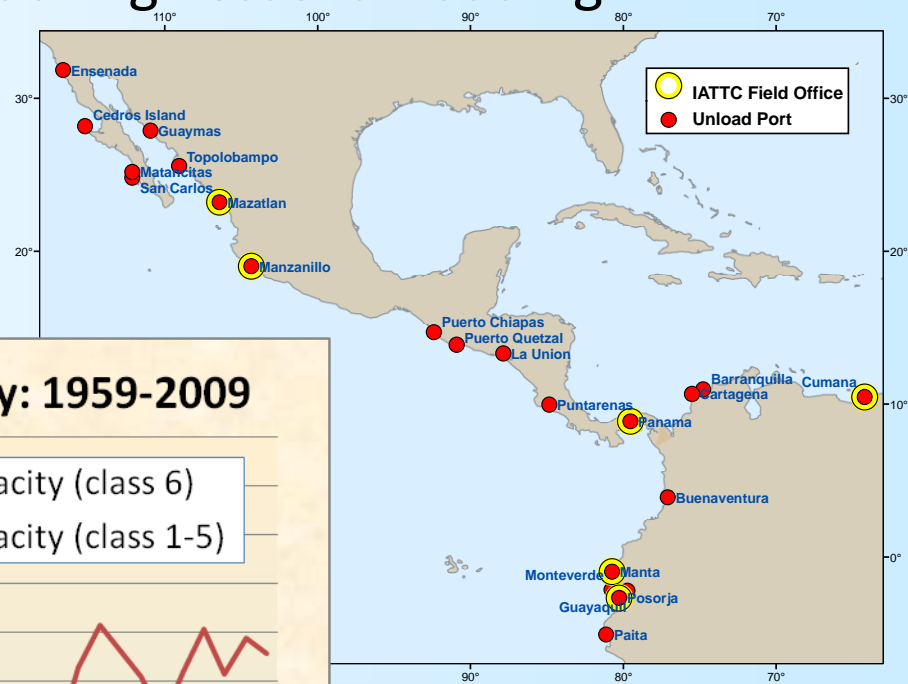 110° 100° 90° 80° 70°
Ensenada
30° 30°
IATTC Field Office
Unload Port
Cedros Island
Guaymas
Topolobampo
Matancitas
San Carlos
Mazatlan
20° 20°
Manzanillo
Puerto Chiapas
Puerto Quetzal
La Union
Barranquilla
Cumana
Cartagena
10°
Puntarenas
Panama
y: 1959-2009
acity (class 6)
acity (class 1-5)
Buenaventura
0°
Monteverde
Manta
Posorja
Guayaquil
Paita
90° 80° 70°